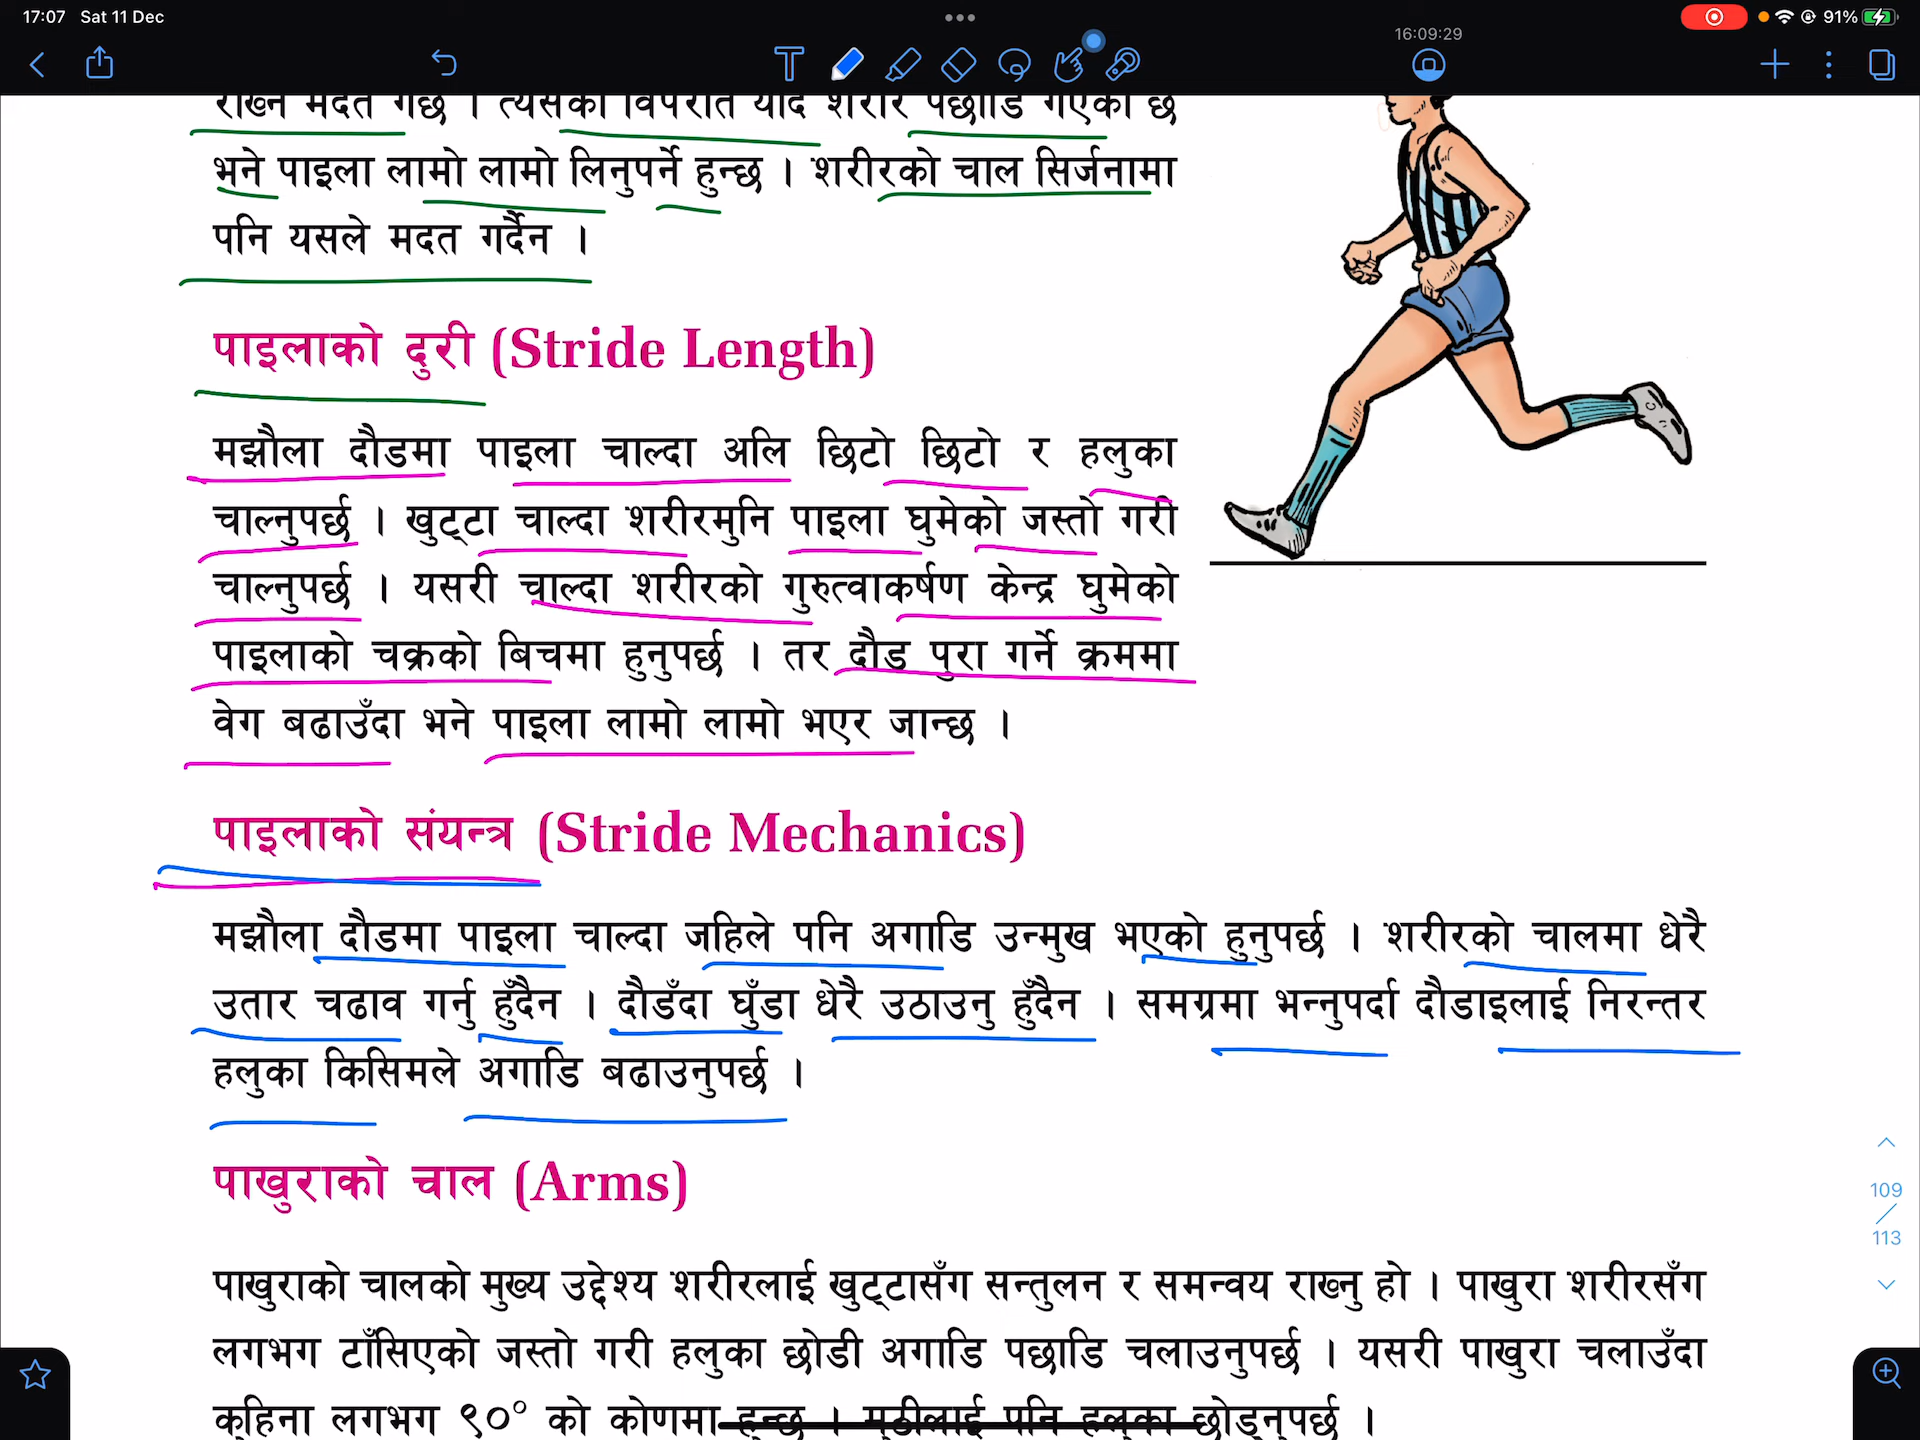 17:07 Sat 11 Dec
91%
16:09:29
राख्न मदत गर्छ । त्यसको विपरीत यदि शरीर पछाडि गएको छ
भने पाइला लामो लामो लिनुपर्ने हुन्छ । शरीरको चाल सिर्जनामा
पनि यसले मदत गर्दैन ।
पाइलाको दुरी (Stride Length)
मझौला दौडमा पाइला चाल्दा अलि छिटो छिटो र हलुका
चाल्नुपर्छ । खुट्टा चाल्दा शरीरमुनि पाइला घुमेको जस्तो गरी
चाल्नुपर्छ । यसरी चाल्दा शरीरको गुरुत्वाकर्षण केन्द्र घुमेको
पाइलाको चक्रको बिचमा हुनुपर्छ । तर दौड पुरा गर्ने क्रममा
वेग बढाउँदा भने पाइला लामो लामो भएर जान्छ ।
पाइलाको संयन्त्र (Stride Mechanics)
मझौला दौडमा पाइला चाल्दा जहिले पनि अगाडि उन्मुख भएको हुनुपर्छ । शरीरको चालमा धेरै
उतार चढाव गर्नु हुँदैन । दौडँदा घुँडा धेरै उठाउनु हुँदैन । समग्रमा भन्नुपर्दा दौडाइलाई निरन्तर
हलुका किसिमले अगाडि बढाउनुपर्छ ।
पाखुराको चाल (Arms)
पाखुराको चालको मुख्य उद्देश्य शरीरलाई खुट्टासँग सन्तुलन र समन्वय राख्नु हो । पाखुरा शरीरसँग
लगभग टाँसिएको जस्तो गरी हलुका छोडी अगाडि पछाडि चलाउनुपर्छ । यसरी पाखुरा चलाउँदा
कुहिना लगभग ९०° को कोणमा हुन्छ । मुठीलाई पनि हलुका छोड्नुपर्छ ।
109
/
113